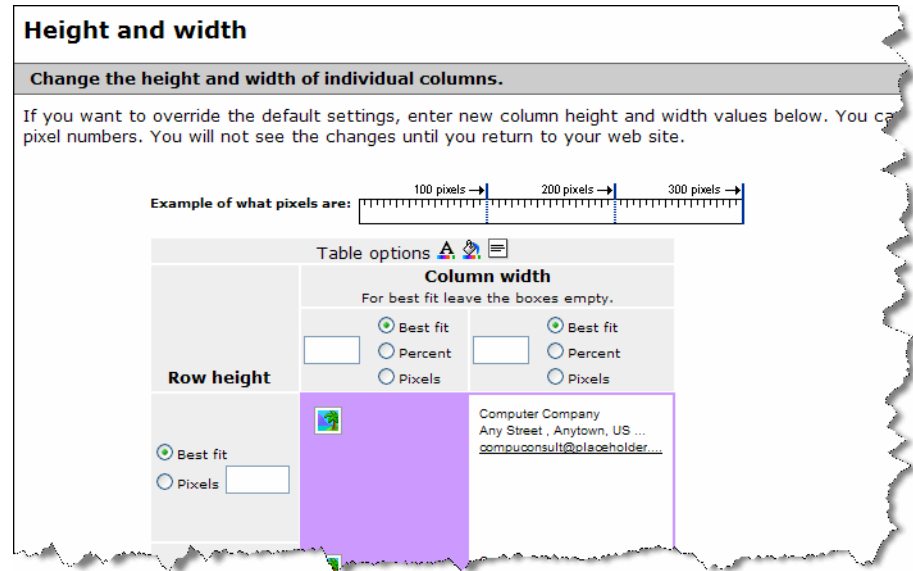 Height and width
Change the height and width of individual columns.
If you want to override the default settings, enter new column height and width values below. You
pixel numbers. You will not see the changes until you return to your web site.
100 pixels → 200 pixels → 300 pixels →
Example of what pixels are:
Table options A
Column width
For best fit leave the boxes empty.
Best fit Best fit
Percent Percent
Row height Pixels Pixels
Computer Company
Any Street , Anytown, US ...
compuconsult@placeholder....
Best fit
Pixels